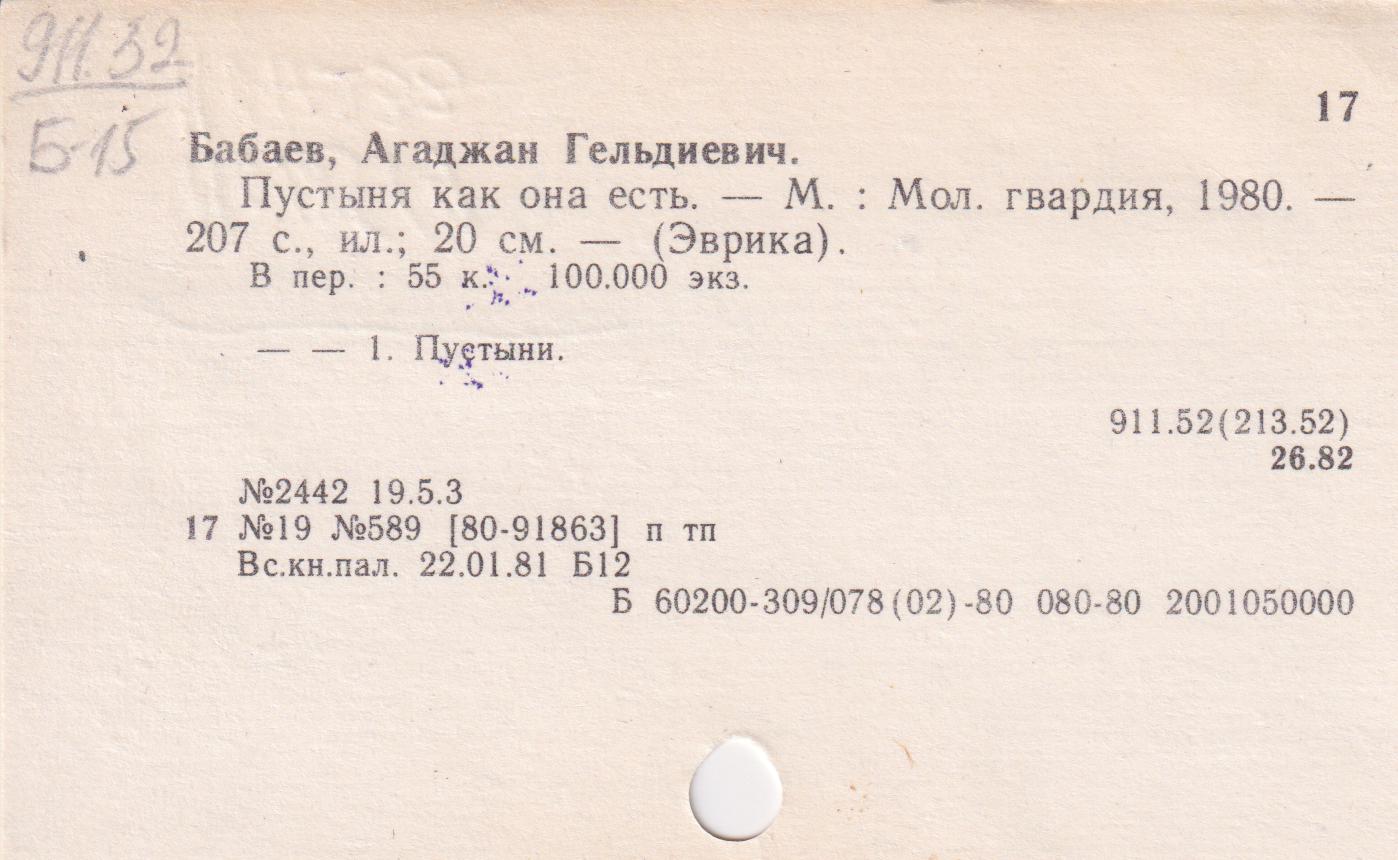 911.32
17
Б-15
Бабаев, Агаджан Гельдиевич.
Пустыня как она есть. — М. : Мол. гвардия, 1980. —
207 с., ил.; 20 см. — (Эврика).
В пер. : 55 к. 100.000 экз.
— — 1. Пустыни.
911.52(213.52)
26.82
№2442 19.5.3
17 №19 №589 [80-91863] п тп
Вс.кн.пал. 22.01.81 Б12
Б 60200-309/078(02)-80 080-80 2001050000